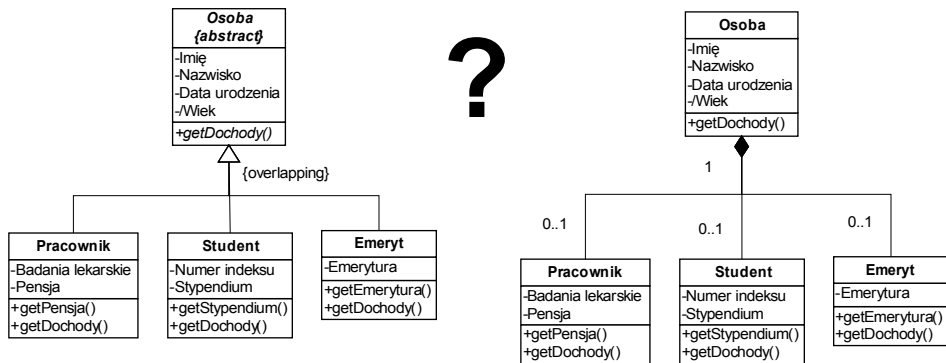 Osoba
{abstract}
-Imię
-Nazwisko
-Data urodzenia
-/Wiek
+getDochody()
{overlapping}
Pracownik
-Badania lekarskie
-Pensja
+getPensja()
+getDochody()
Student
-Numer indeksu
-Stypendium
+getStypendium()
+getDochody()
Emeryt
-Emerytura
+getEmerytura()
+getDochody()
?
Osoba
-Imię
-Nazwisko
-Data urodzenia
-/Wiek
+getDochody()
1
0..1
0..1
0..1
Pracownik
-Badania lekarskie
-Pensja
+getPensja()
+getDochody()
Student
-Numer indeksu
-Stypendium
+getStypendium()
+getDochody()
Emeryt
-Emerytura
+getEmerytura()
+getDochody()